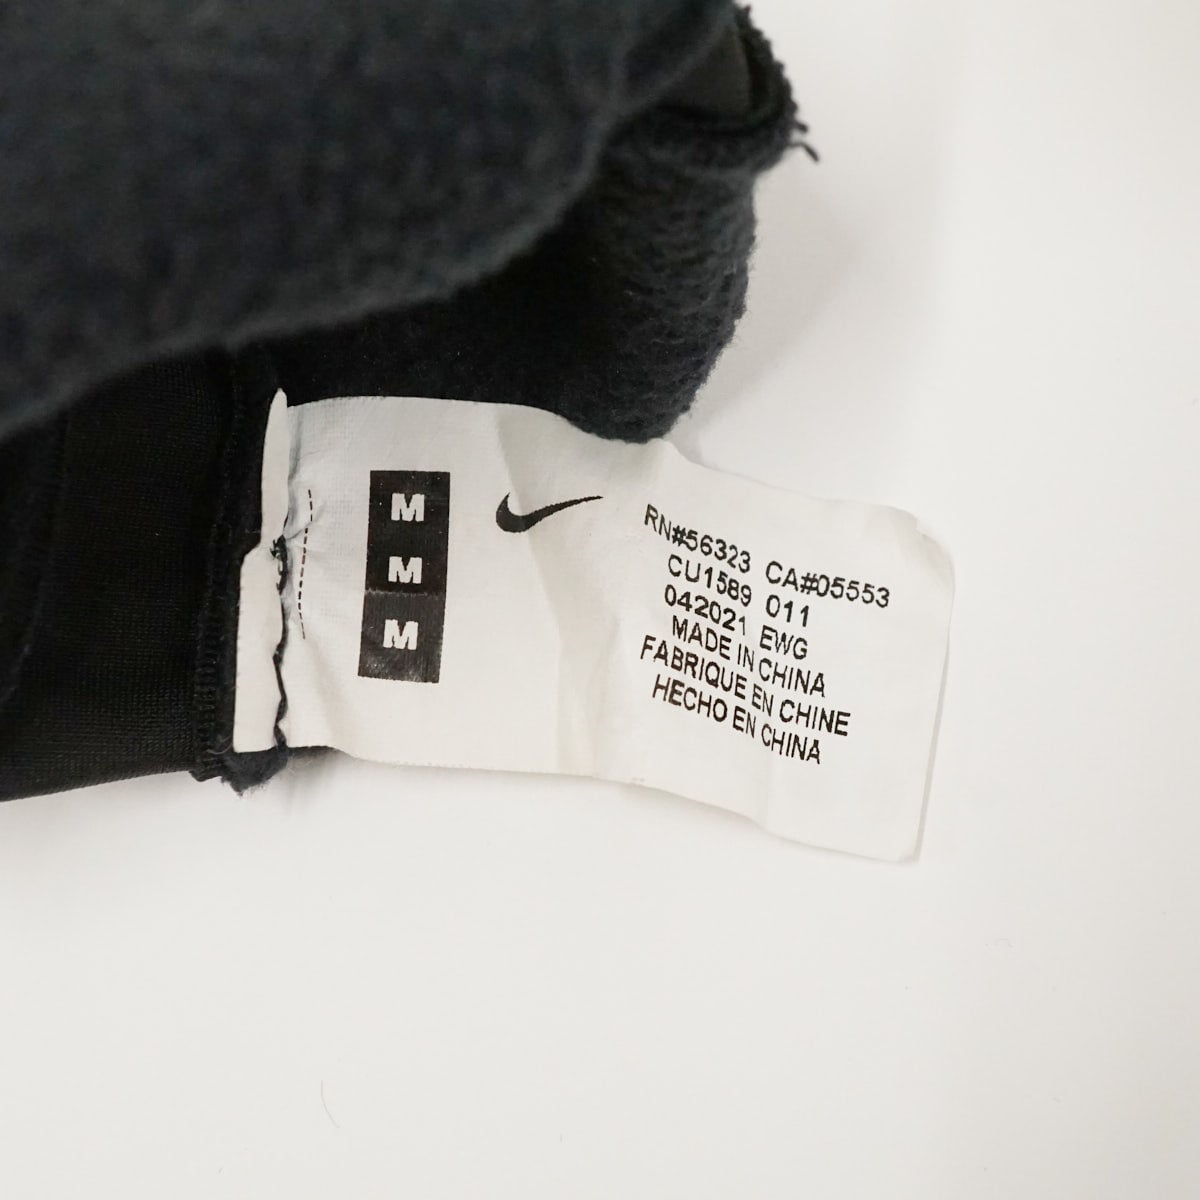 M
M
M
RN#56323 CA#05553
CU1589 011
042021 EWG
MADE IN CHINA
FABRIQUE EN CHINE
HECHO EN CHINA